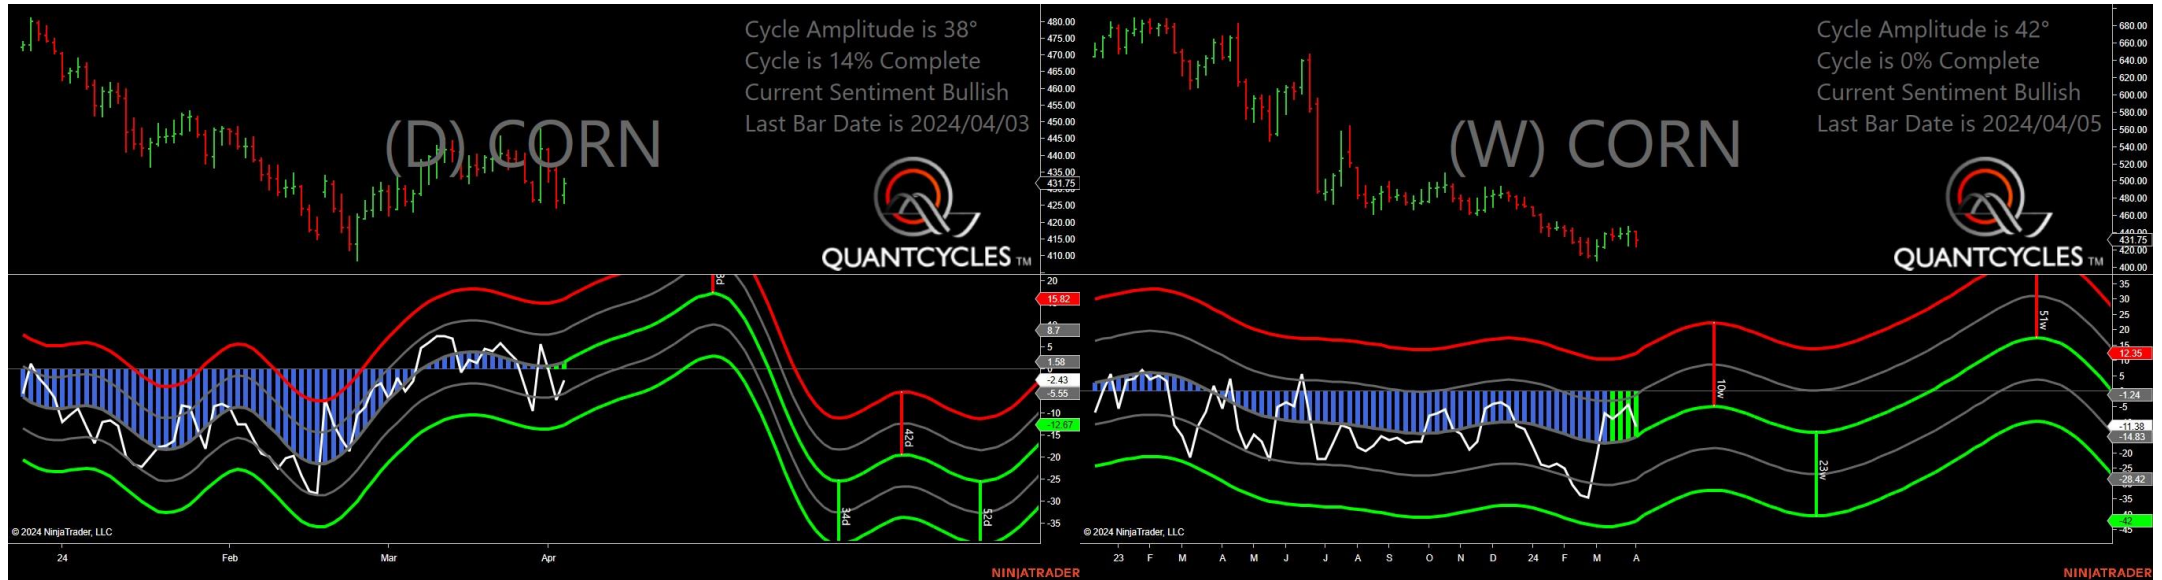 Cycle Amplitude is 38°
Cycle is 14% Complete
Current Sentiment Bullish
Last Bar Date is 2024/04/03
(D) CORN
QUANTCYCLES TM
480.00
475.00
470.00
465.00
460.00
455.00
450.00
445.00
440.00
435.00
431.75
425.00
420.00
415.00
410.00
20
15.82
8.7
5
1.58
0
-2.43
-5.55
-10
-12.67
-15
-20
-25
-30
-35
34d
42d
52d
© 2024 NinjaTrader, LLC
24 Feb Mar Apr
NINJATRADER
Cycle Amplitude is 42°
Cycle is 0% Complete
Current Sentiment Bullish
Last Bar Date is 2024/04/05
(W) CORN
QUANTCYCLES TM
680.00
660.00
640.00
620.00
600.00
580.00
560.00
540.00
520.00
500.00
480.00
460.00
431.75
420.00
400.00
35
30
25
20
15
12.35
5
-1.24
-5
-11.38
-14.83
-20
-25
-28.42
-35
-42
-45
10w
23w
51w
© 2024 NinjaTrader, LLC
23 F M A M J J A S O N D 24 F M A
NINJATRADER